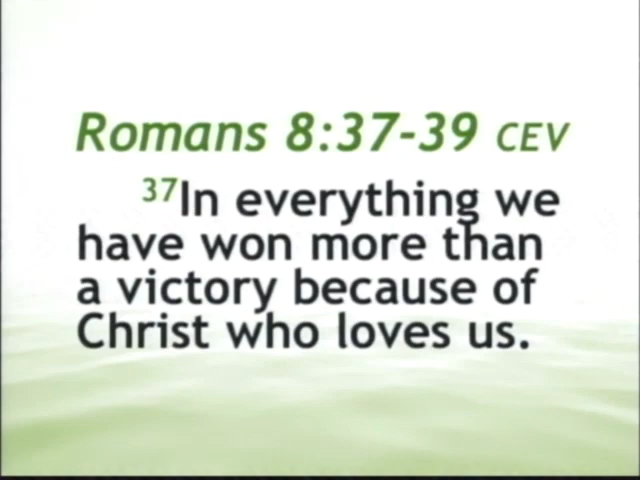 Romans 8:37-39 CEV
37In everything we
have won more than
a victory because of
Christ who loves us.